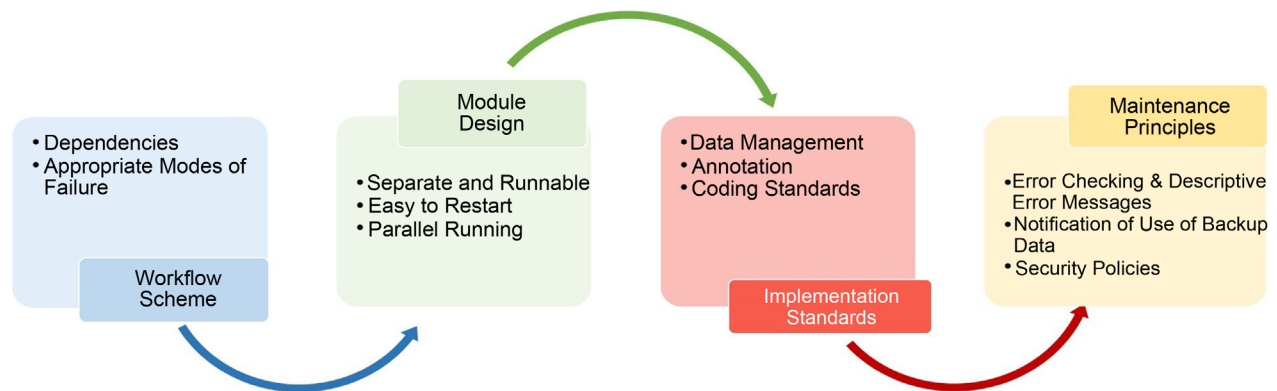 • Dependencies
• Appropriate Modes of
Failure
Workflow
Scheme
Module
Design
• Separate and Runnable
• Easy to Restart
• Parallel Running
• Data Management
• Annotation
• Coding Standards
Implementation
Standards
Maintenance
Principles
• Error Checking & Descriptive
Error Messages
• Notification of Use of Backup
Data
• Security Policies